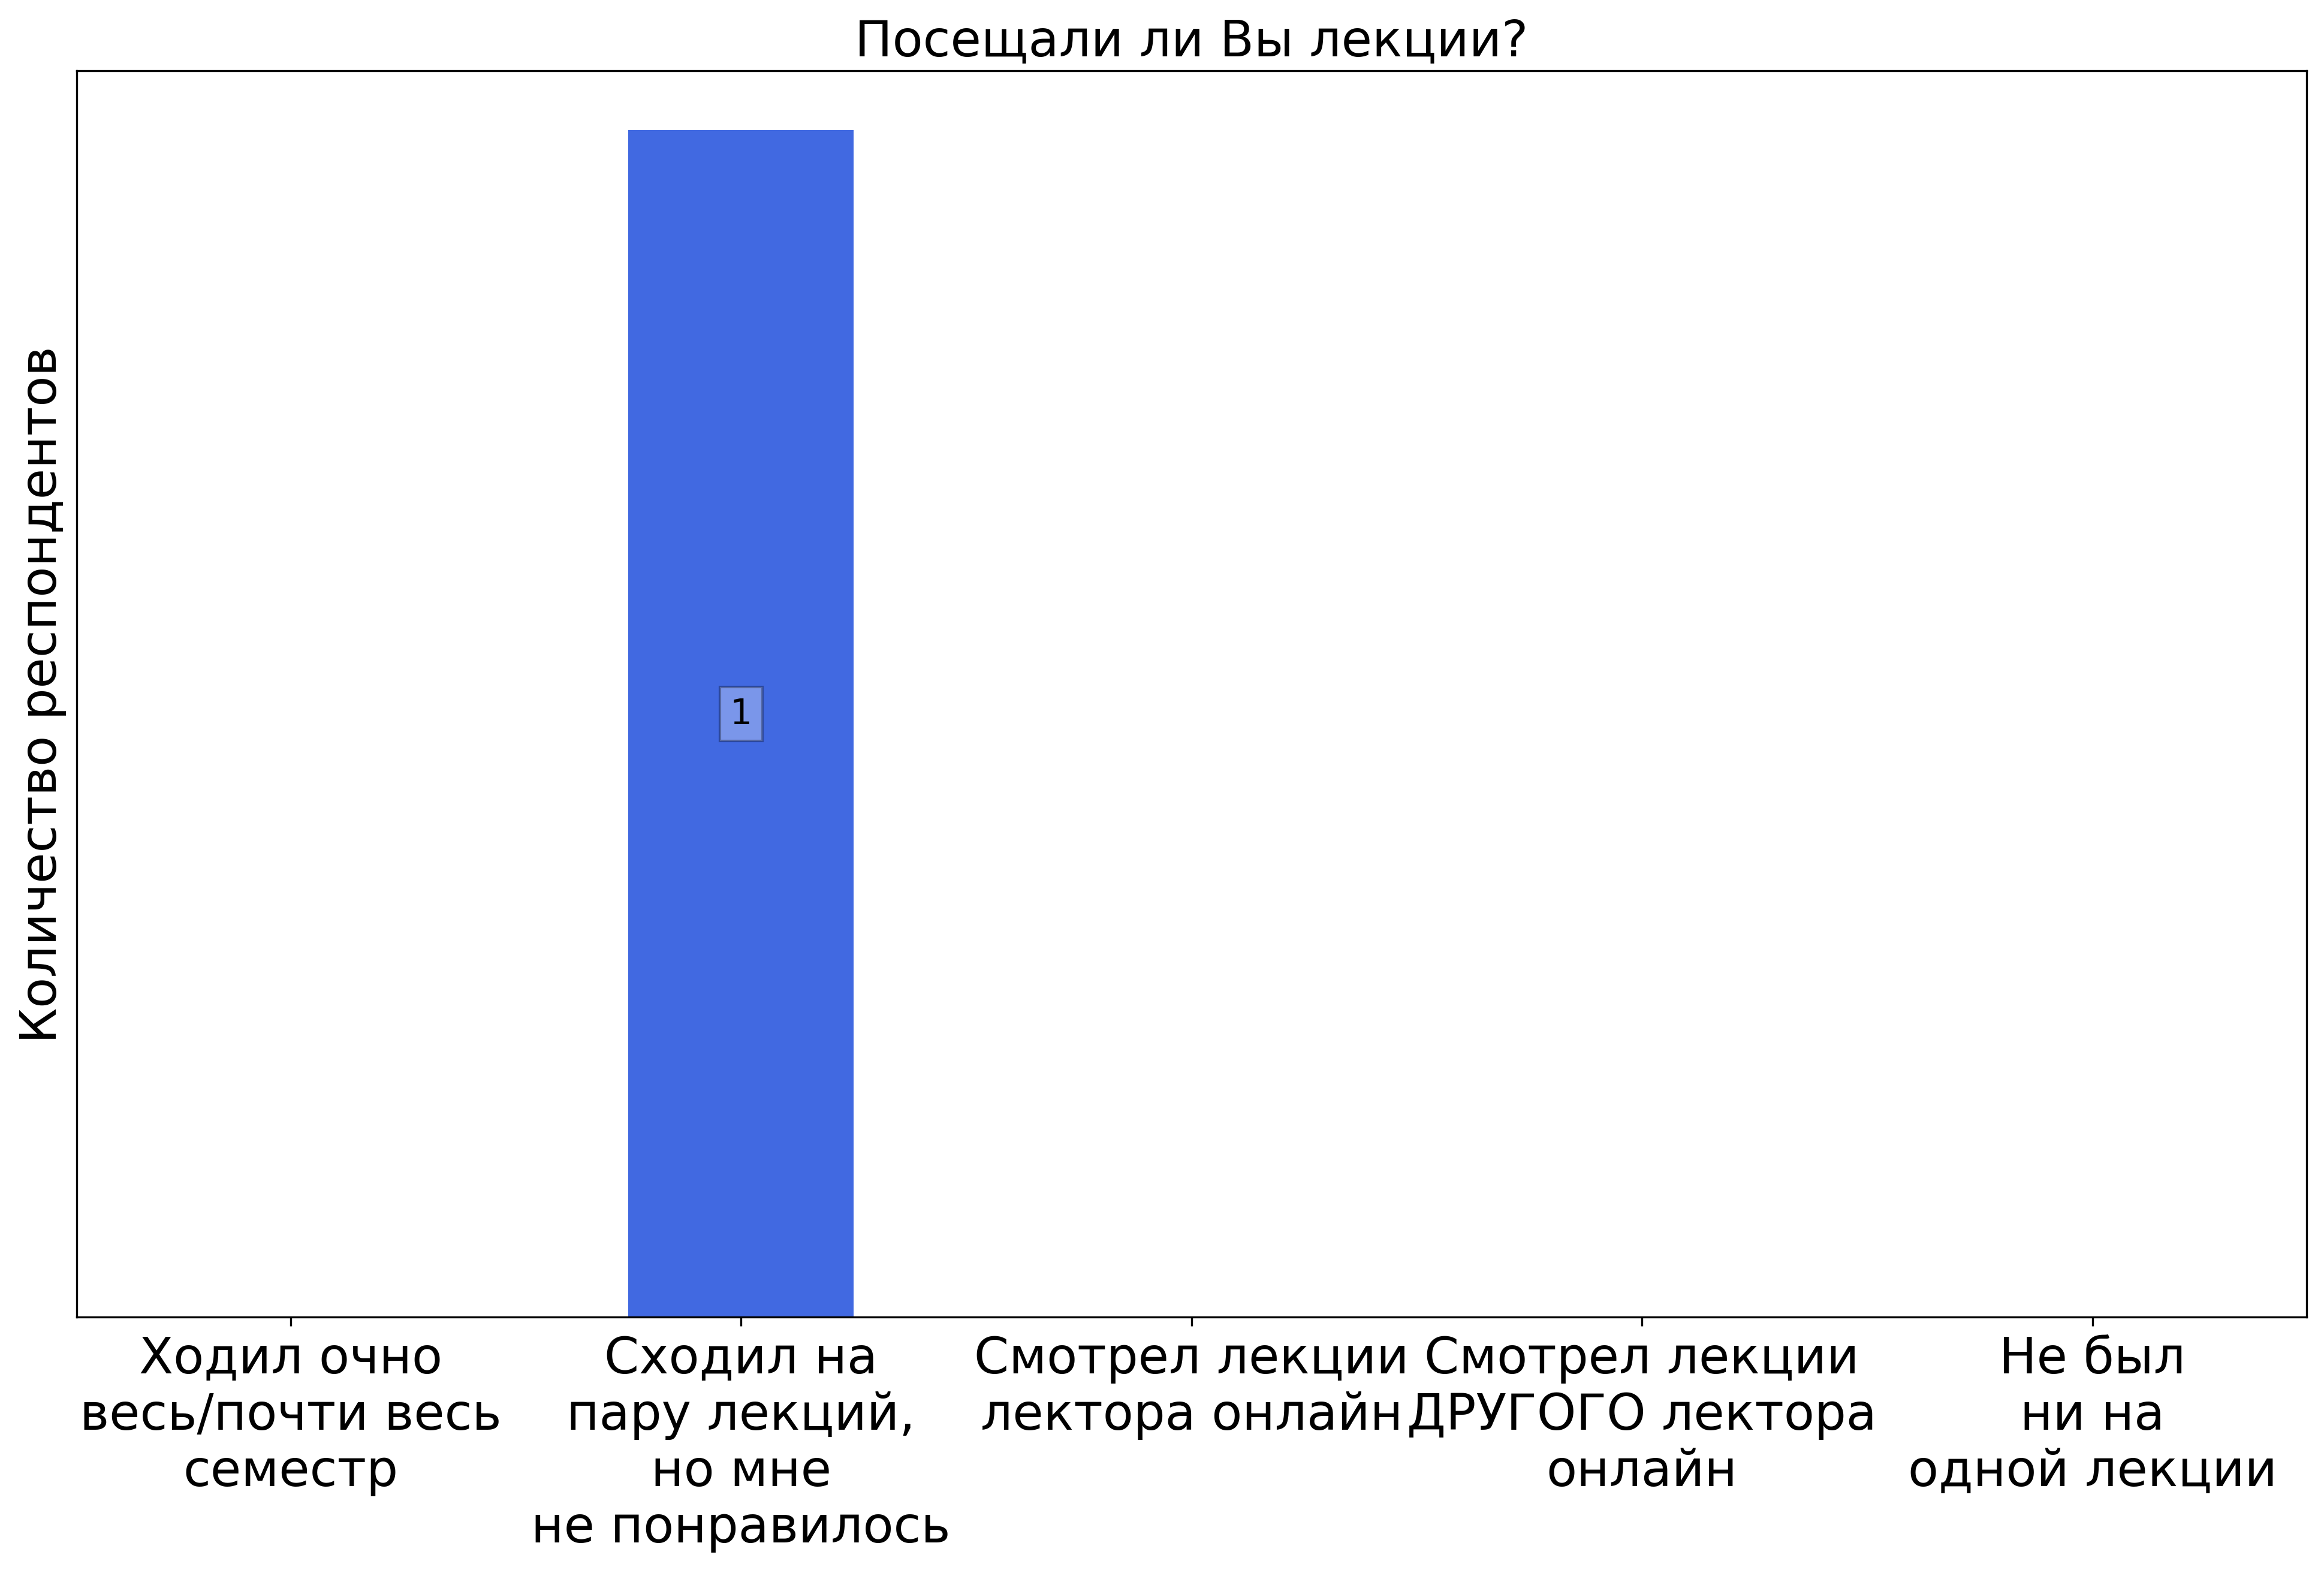 Посещали ли Вы лекции?
Количество респондентов
1
Ходил очно
весь/почти весь
семестр
Сходил на
пару лекций,
но мне
не понравилось
Смотрел лекции
лектора онлайн
Смотрел лекции
ДРУГОГО лектора
онлайн
Не был
ни на
одной лекции